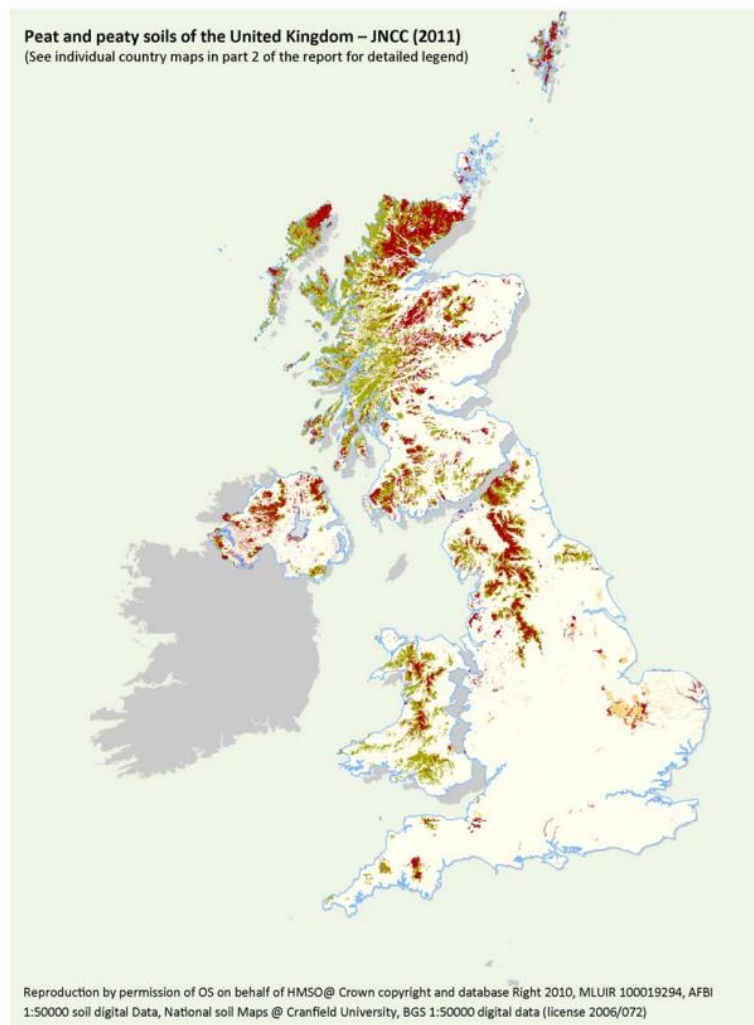 Peat and peaty soils of the United Kingdom – JNCC (2011)
(See individual country maps in part 2 of the report for detailed legend)
Reproduction by permission of OS on behalf of HMSO@ Crown copyright and database Right 2010, MLUIR 100019294, AFBI
1:50000 soil digital Data, National soil Maps @ Cranfield University, BGS 1:50000 digital data (license 2006/072)